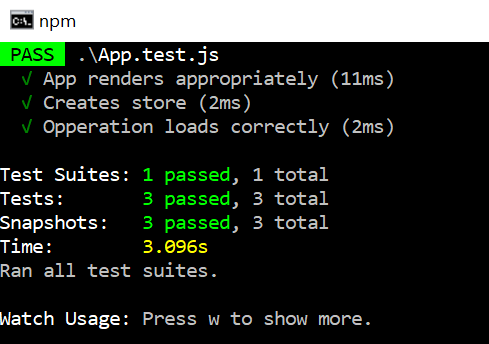 npm
PASS .\App.test.js
√ App renders appropriately (11ms)
√ Creates store (2ms)
√ Opperation loads correctly (2ms)
Test Suites: 1 passed, 1 total
Tests: 3 passed, 3 total
Snapshots: 3 passed, 3 total
Time: 3.096s
Ran all test suites.
Watch Usage: Press w to show more.